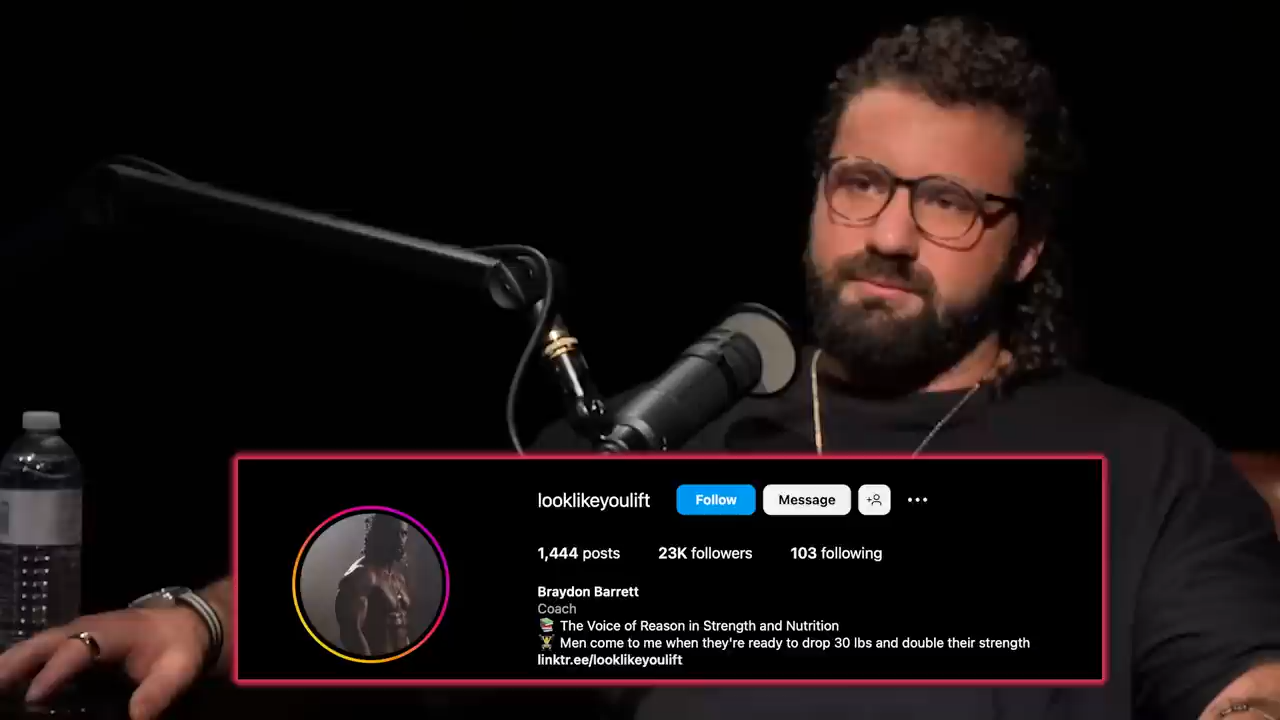 looklikeyoulift Follow Message •••
1,444 posts 23K followers 103 following
Braydon Barrett
Coach
📚 The Voice of Reason in Strength and Nutrition
🏋️ Men come to me when they're ready to drop 30 lbs and double their strength
linktr.ee/looklikeyoulift